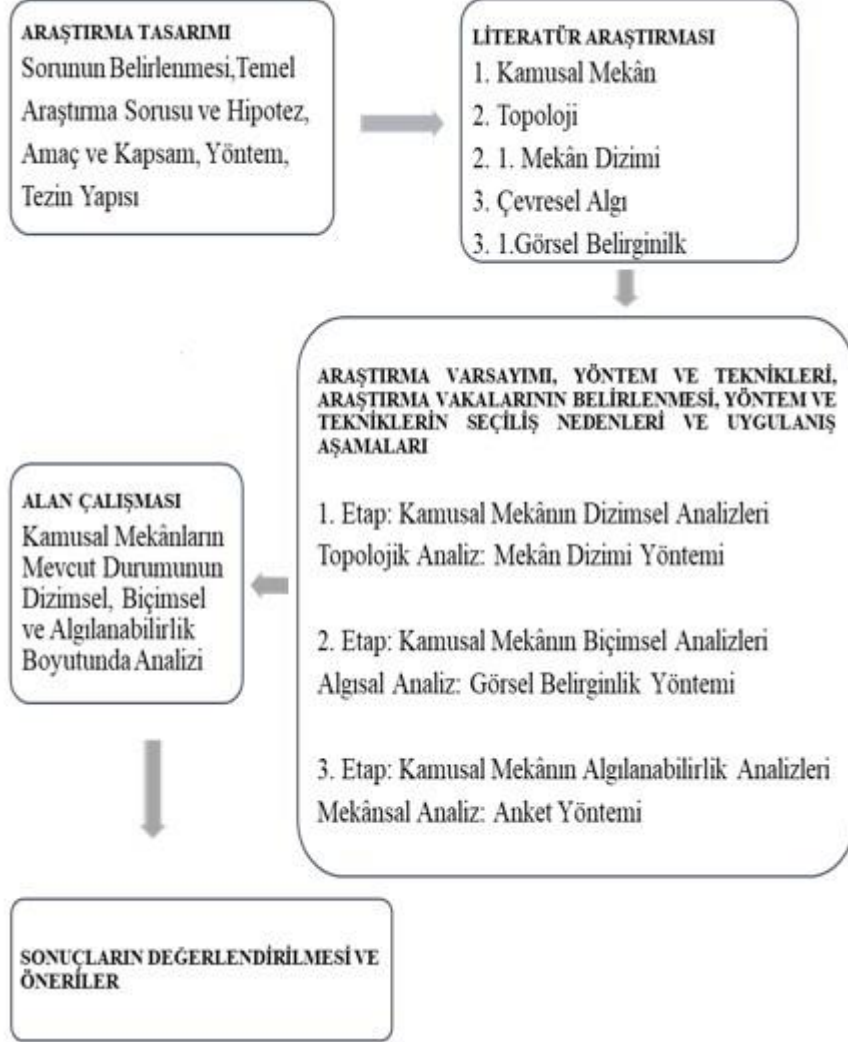 ARAŞTIRMA TASARIMI
Sorunun Belirlenmesi,Temel
Araştırma Sorusu ve Hipotez,
Amaç ve Kapsam, Yöntem,
Tezin Yapısı
LİTERATÜR ARAŞTIRMASI
1. Kamusal Mekân
2. Topoloji
2. 1. Mekân Dizimi
3. Çevresel Algı
3. 1.Görsel Belirginilk
ARAŞTIRMA VARSAYIMI, YÖNTEM VE TEKNİKLERİ,
ARAŞTIRMA VAKALARININ BELİRLENMESİ, YÖNTEM VE
TEKNİKLERİN SEÇİLİŞ NEDENLERİ VE UYGULANIŞ
AŞAMALARI
1. Etap: Kamusal Mekânın Dizimsel Analizleri
Topolojik Analiz: Mekân Dizimi Yöntemi
2. Etap: Kamusal Mekânın Biçimsel Analizleri
Algısal Analiz: Görsel Belirginlik Yöntemi
3. Etap: Kamusal Mekânın Algılanabilirlik Analizleri
Mekânsal Analiz: Anket Yöntemi
ALAN ÇALIŞMASI
Kamusal Mekânların
Mevcut Durumunun
Dizimsel, Biçimsel
ve Algılanabilirlik
Boyutunda Analizi
SONUÇLARIN DEĞERLENDİRİLMESİ VE
ÖNERİLER